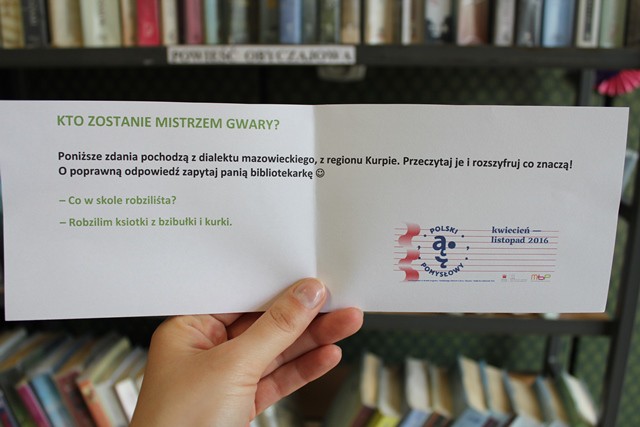 POWIEŚĆ OBYCZAJOWA
KTO ZOSTANIE MISTRZEM GWARY?
Poniższe zdania pochodzą z dialektu mazowieckiego, z regionu Kurpie. Przeczytaj je i rozszyfruj co znaczą!
O poprawną odpowiedź zapytaj panią bibliotekarkę ☺
– Co w skole robziliśta?
– Robzilim ksiotki z bzibułki i kurki.
POLSKI
ą.
POMYSŁOWY
kwiecień —
listopad 2016